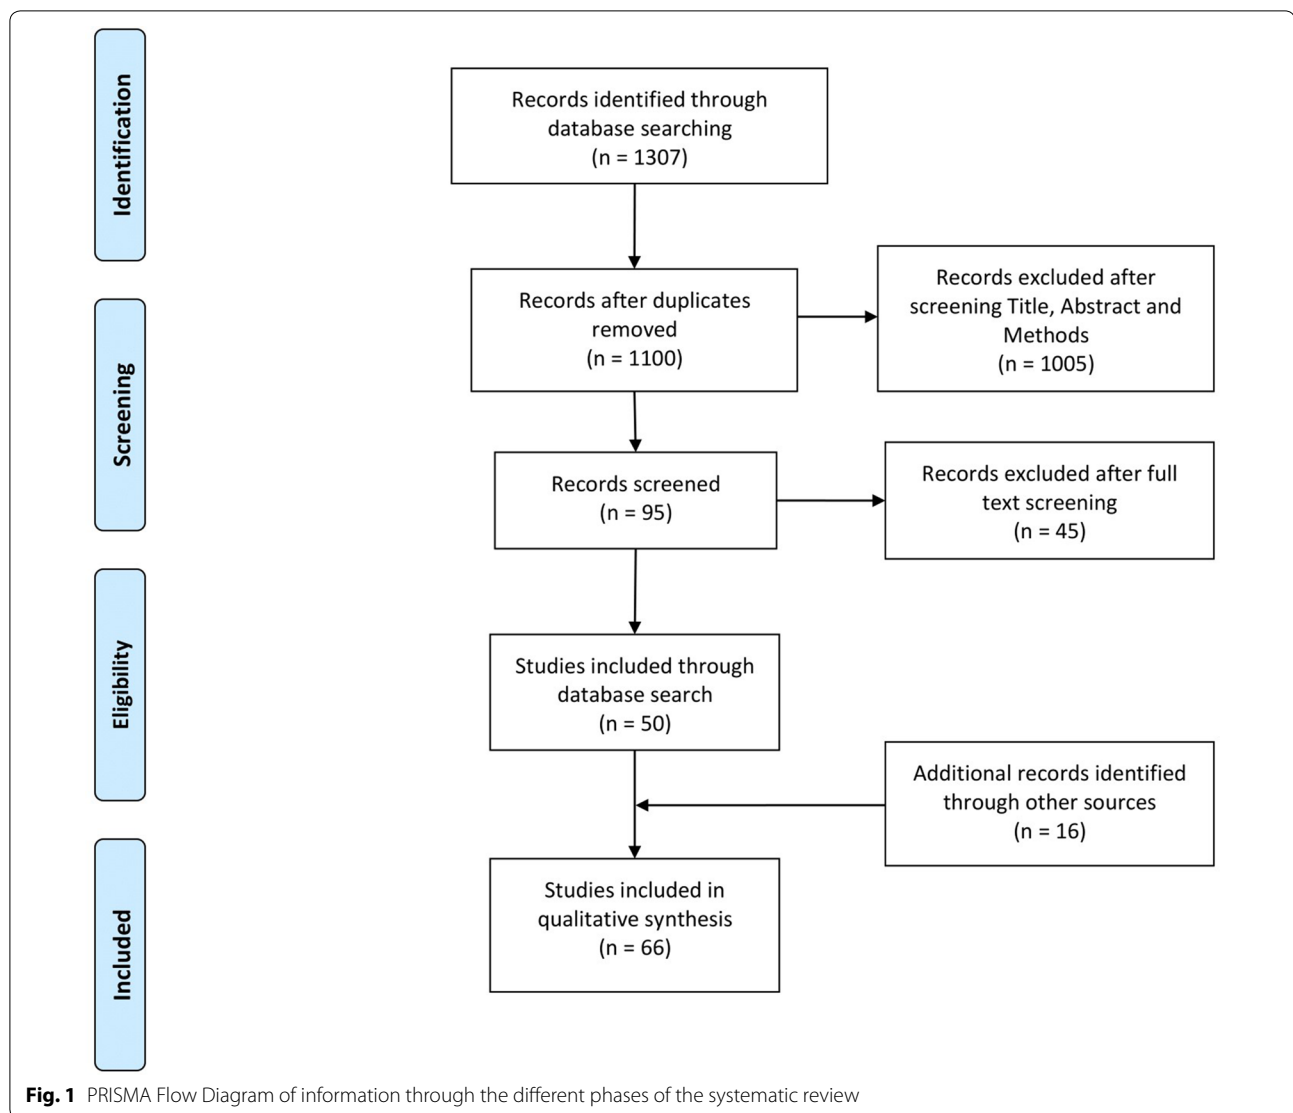 Identification
Records identified through
database searching
(n = 1307)
Records after duplicates
removed
(n = 1100)
Records excluded after
screening Title, Abstract and
Methods
(n = 1005)
Screening
Records screened
(n = 95)
Records excluded after full
text screening
(n = 45)
Eligibility
Studies included through
database search
(n = 50)
Additional records identified
through other sources
(n = 16)
Included
Studies included in
qualitative synthesis
(n = 66)
Fig. 1 PRISMA Flow Diagram of information through the different phases of the systematic review